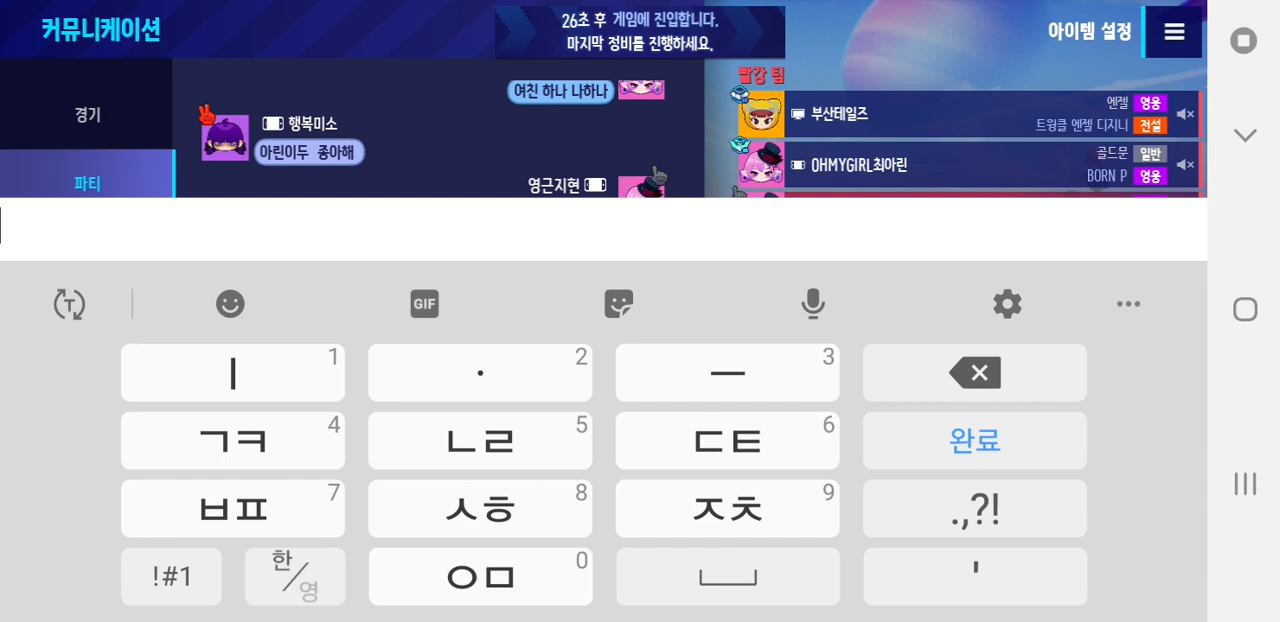 커뮤니케이션
26초 후 게임에 진입합니다.
마지막 정비를 진행하세요.
아이템 설정
경기
파티
여친 하나 나하나
행복미소
아린이두 종아해
영근지현
빨강 팀
부산테일즈
엔젤 영웅
트윙클 엔젤 디지니 전설
OHMYGIRL최아린
골드문 일반
BORN P 영웅
T
GIF
ㅣ 1
· 2
ㅡ 3
ㄱㅋ 4
ㄴㄹ 5
ㄷㅌ 6
완료
ㅂㅍ 7
ㅅㅎ 8
ㅈㅊ 9
.,?!
!#1
한/영
ㅇㅁ 0
'